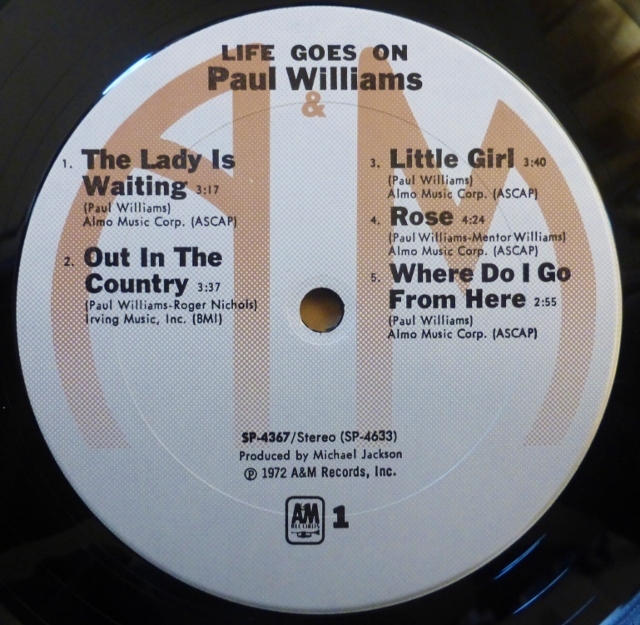 LIFE GOES ON
Paul Williams
A & M
1. The Lady Is
Waiting 3:17
(Paul Williams)
Almo Music Corp. (ASCAP)
2. Out In The
Country 3:37
(Paul Williams-Roger Nichols)
Irving Music, Inc. (BMI)
3. Little Girl 3:40
(Paul Williams)
Almo Music Corp. (ASCAP)
4. Rose 4:24
(Paul Williams-Mentor Williams)
Almo Music Corp. (ASCAP)
5. Where Do I Go
From Here 2:55
(Paul Williams)
Almo Music Corp. (ASCAP)
SP-4367/Stereo (SP-4633)
Produced by Michael Jackson
℗ 1972 A&M Records, Inc.
AM
RECORDS
1